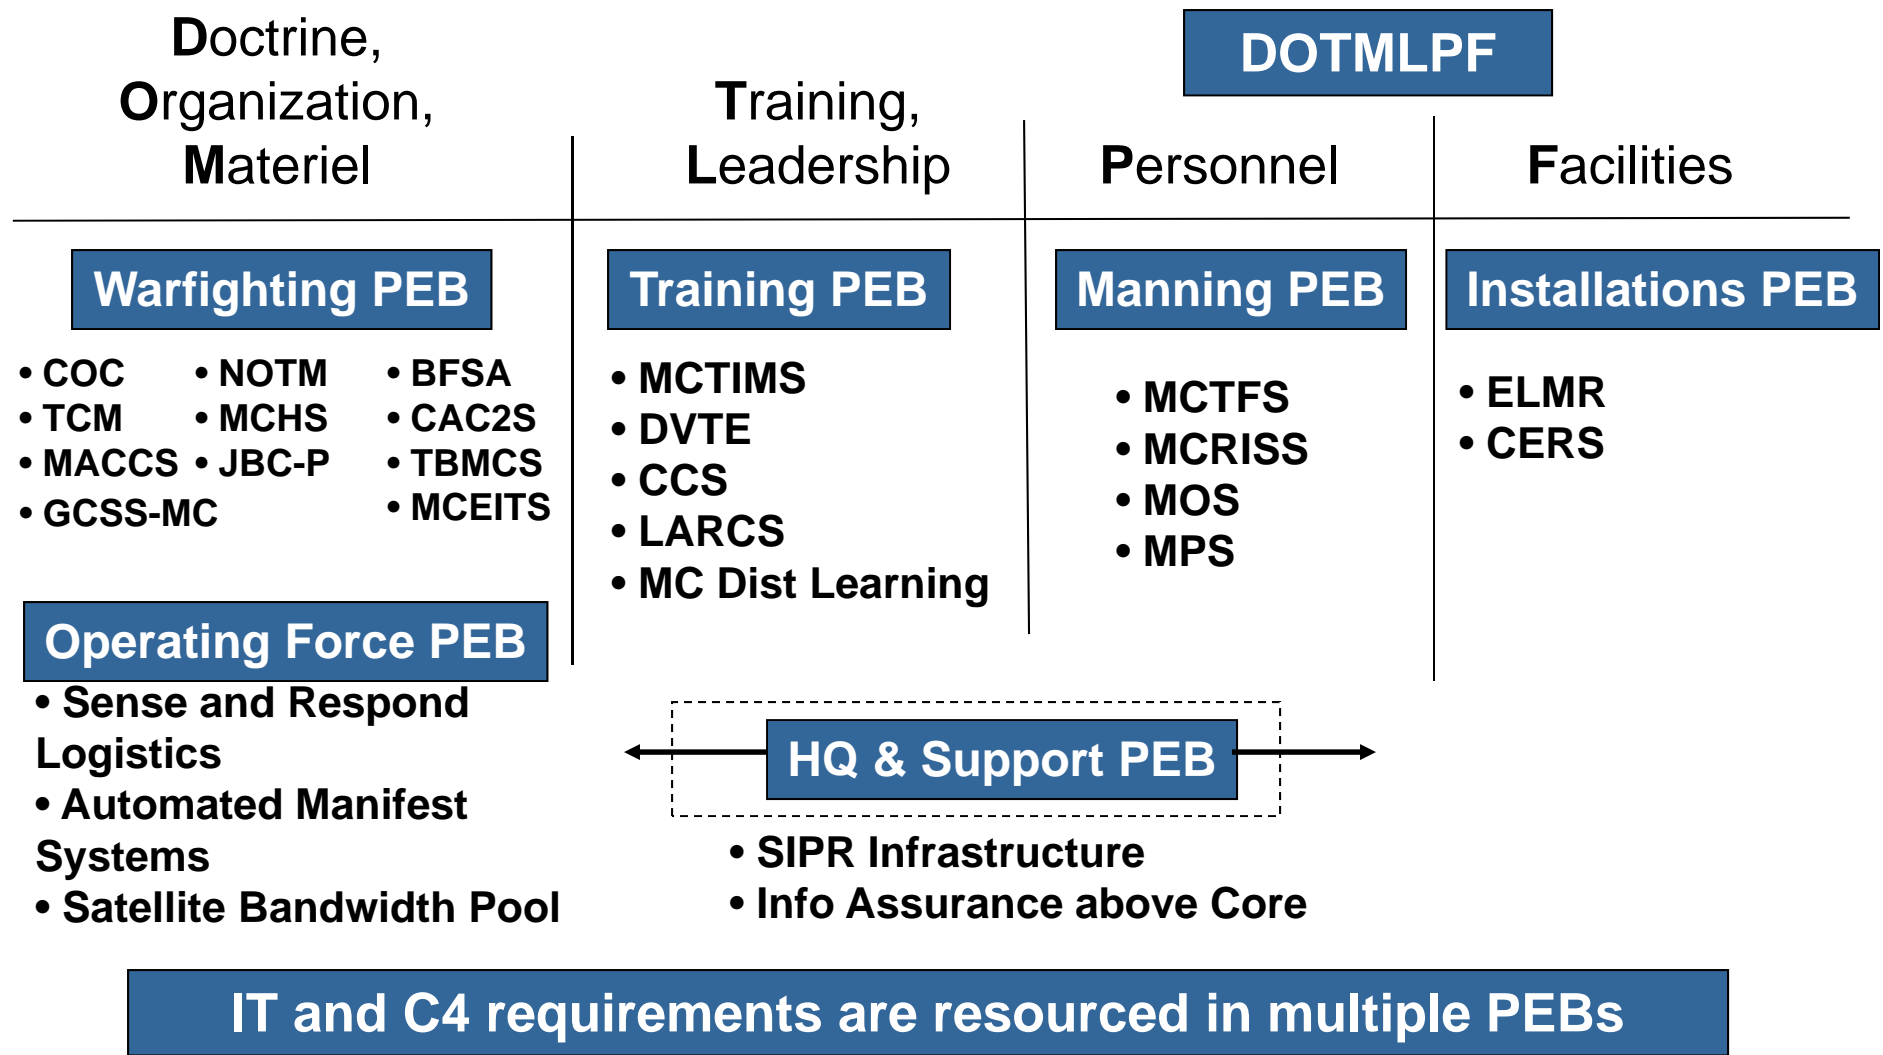 Doctrine,
Organization,
Materiel
Training,
Leadership
DOTMLPF
Personnel
Facilities
Warfighting PEB
• COC
• TCM
• MACCS
• GCSS-MC
• NOTM
• MCHS
• JBC-P
• BFSA
• CAC2S
• TBMCS
• MCEITS
Operating Force PEB
• Sense and Respond
Logistics
• Automated Manifest
Systems
• Satellite Bandwidth Pool
Training PEB
• MCTIMS
• DVTE
• CCS
• LARCS
• MC Dist Learning
Manning PEB
• MCTFS
• MCRISS
• MOS
• MPS
Installations PEB
• ELMR
• CERS
HQ & Support PEB
• SIPR Infrastructure
• Info Assurance above Core
IT and C4 requirements are resourced in multiple PEBs